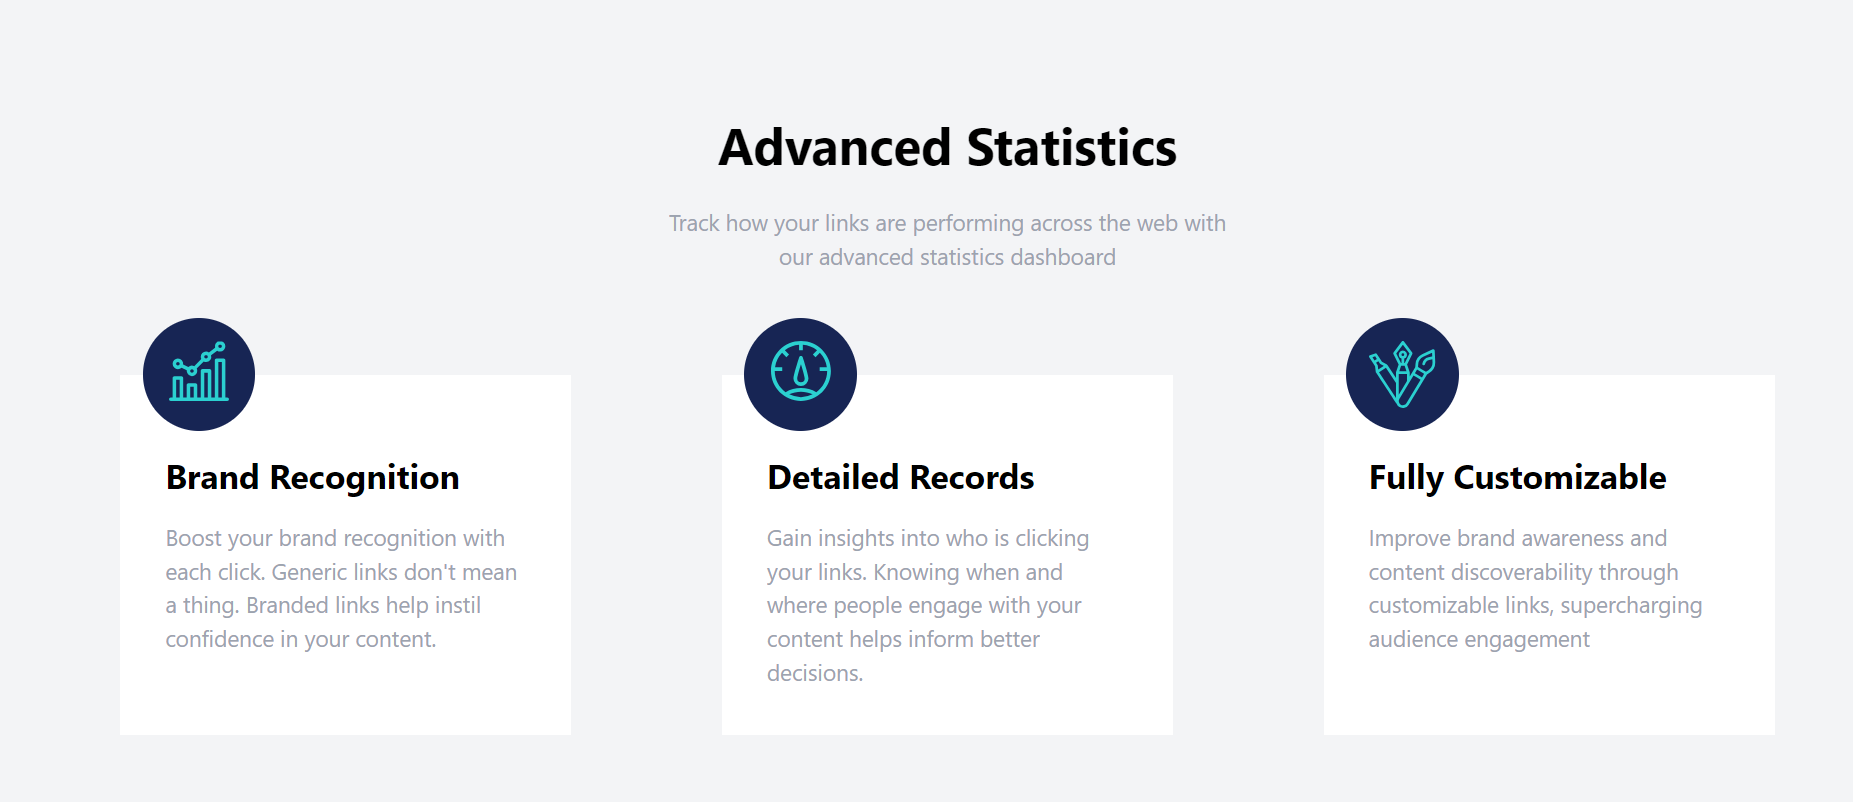 Advanced Statistics
Track how your links are performing across the web with
our advanced statistics dashboard
Brand Recognition
Boost your brand recognition with
each click. Generic links don't mean
a thing. Branded links help instil
confidence in your content.
Detailed Records
Gain insights into who is clicking
your links. Knowing when and
where people engage with your
content helps inform better
decisions.
Fully Customizable
Improve brand awareness and
content discoverability through
customizable links, supercharging
audience engagement